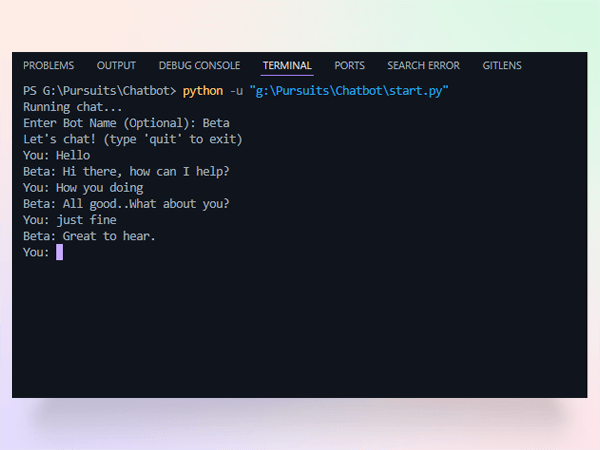 PROBLEMS OUTPUT DEBUG CONSOLE TERMINAL PORTS SEARCH ERROR GITLENS
PS G:\Pursuits\Chatbot> python -u "g:\Pursuits\Chatbot\start.py"
Running chat...
Enter Bot Name (Optional): Beta
Let's chat! (type 'quit' to exit)
You: Hello
Beta: Hi there, how can I help?
You: How you doing
Beta: All good..What about you?
You: just fine
Beta: Great to hear.
You: